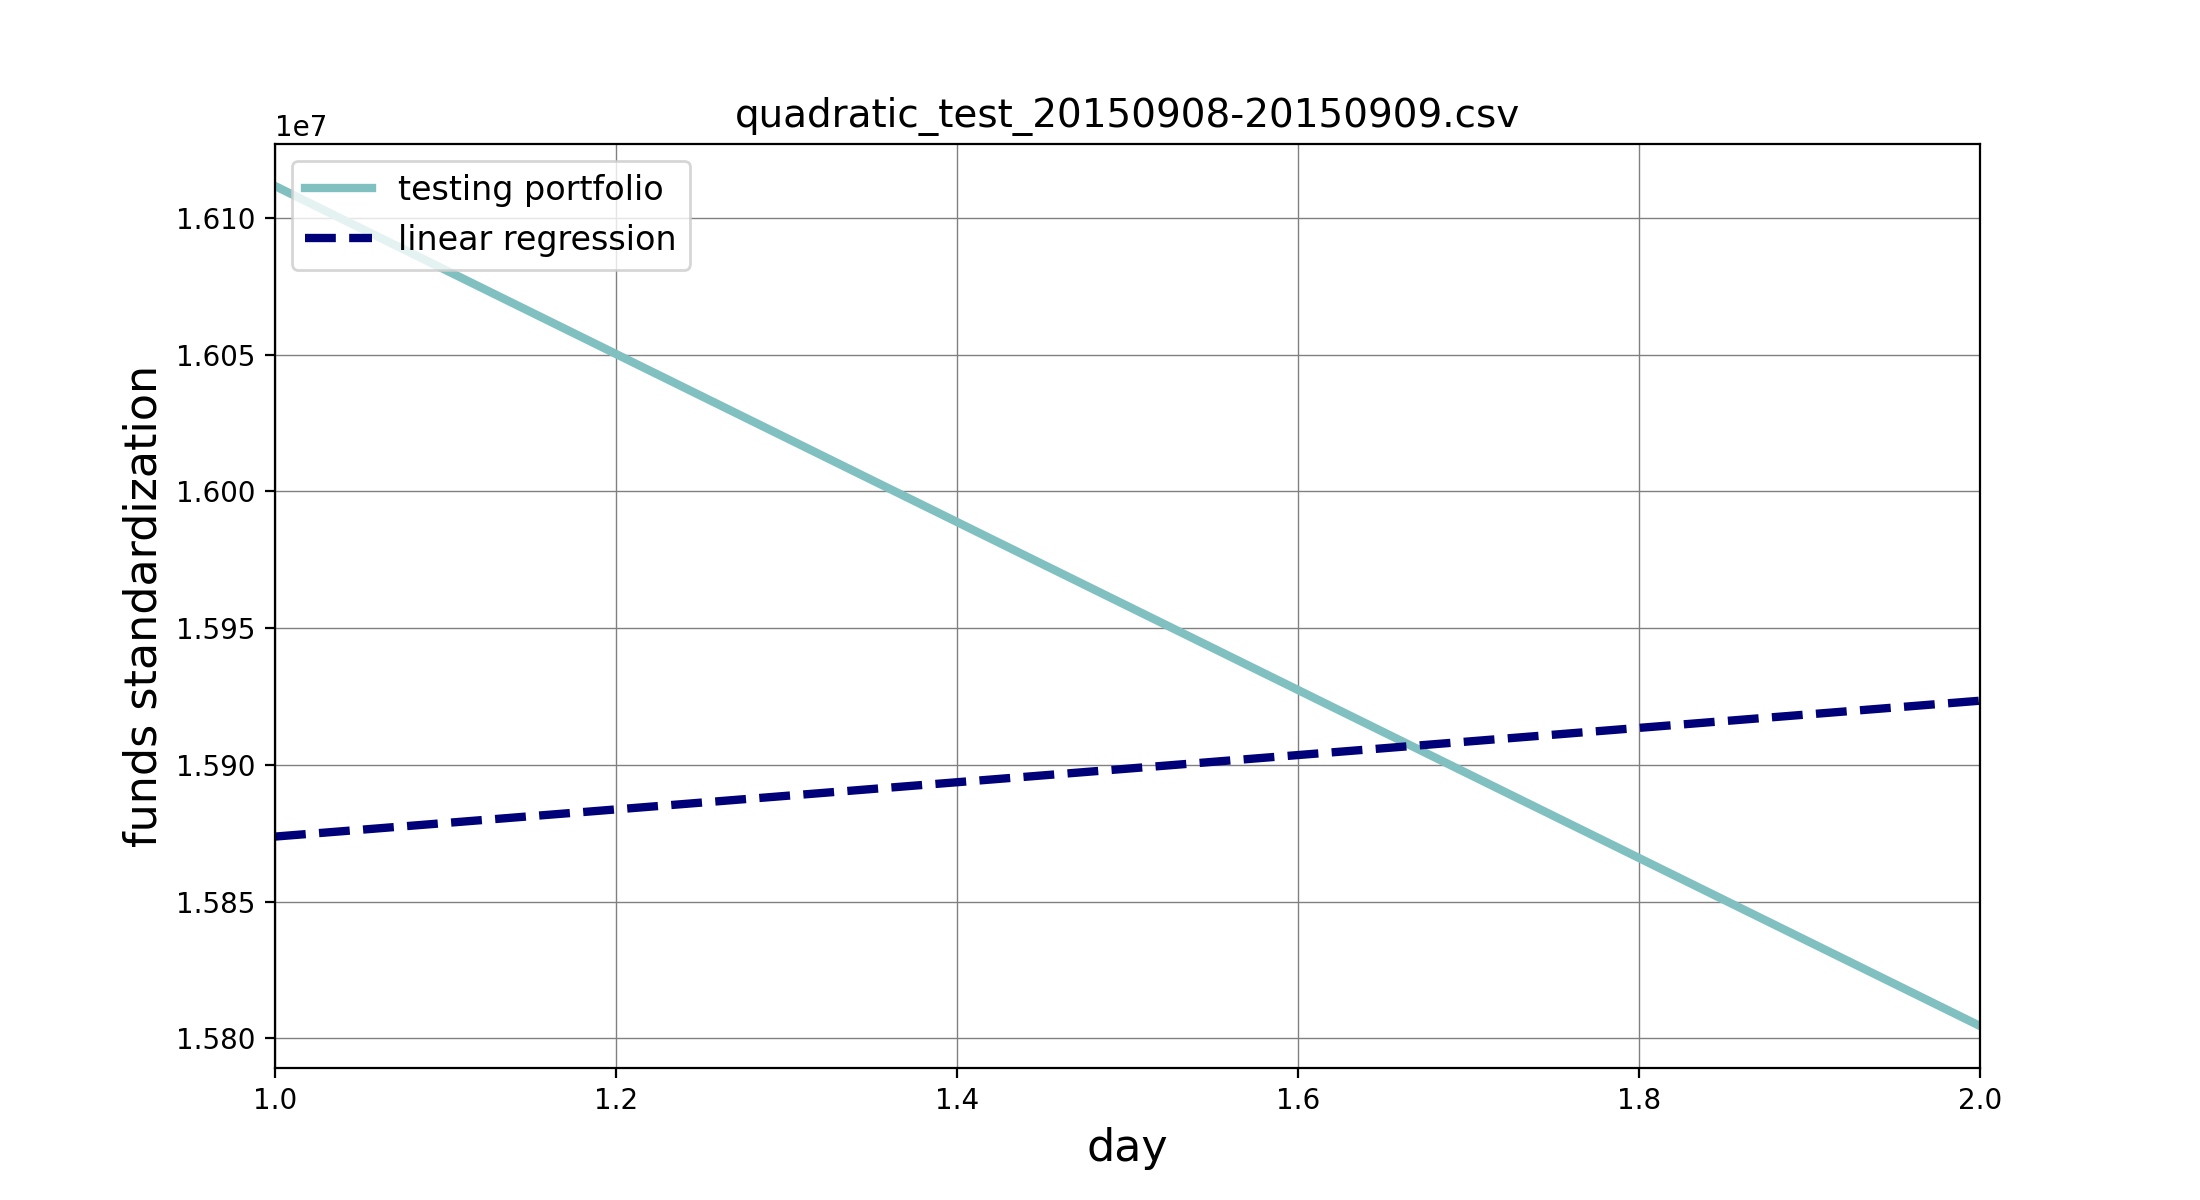 quadratic_test_20150908-20150909.csv
1e7
testing portfolio
linear regression
1.610
1.605
1.600
1.595
1.590
1.585
1.580
funds standardization
1.0 1.2 1.4 1.6 1.8 2.0
day